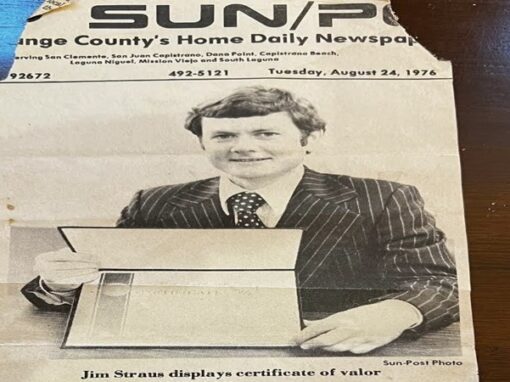 SUN/PO
ange County's Home Daily Newspap
erving San Clemente, San Juan Capistrano, Dana Point, Capistrano Beach,
Laguna Niguel, Mission Viejo and South Laguna
92672 492-5121 Tuesday, August 24, 1976
Sun-Post Photo
Jim Straus displays certificate of valor